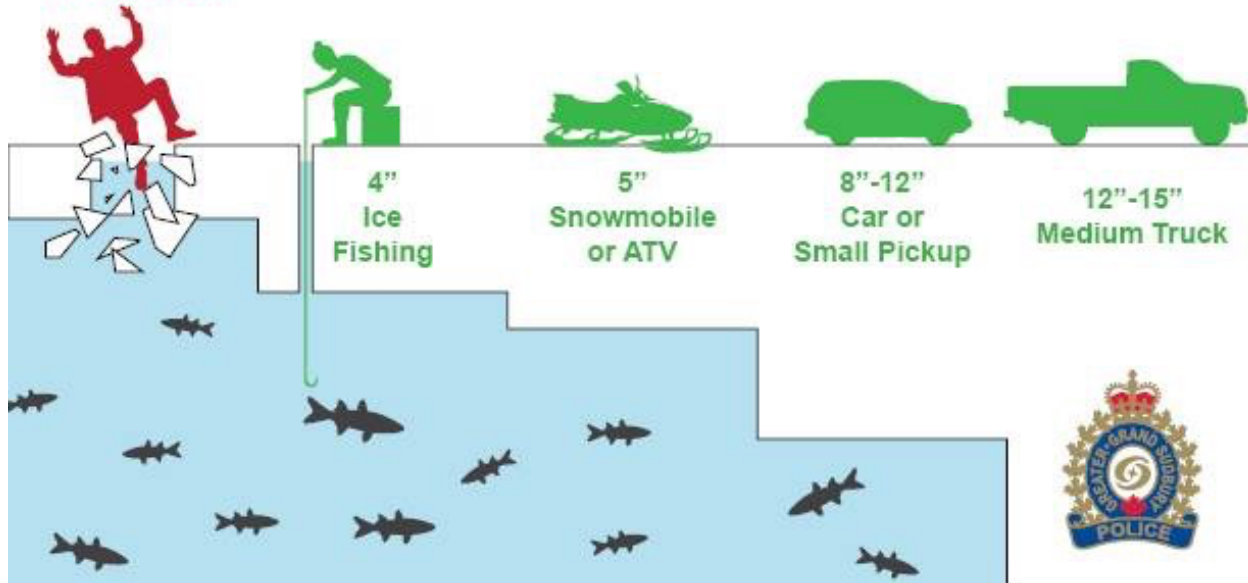 4”
Ice
Fishing
5”
Snowmobile
or ATV
8”-12”
Car or
Small Pickup
12”-15”
Medium Truck
GREATER • GRAND SUDBURY
POLICE